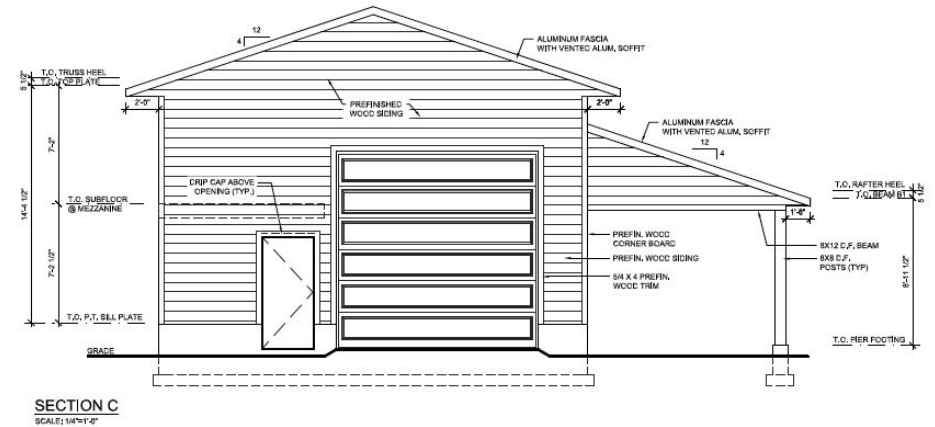 12
4
ALUMINUM FASCIA
WITH VENTED ALUM. SOFFIT
T.O. TRUSS HEEL
T.O. TOP PLATE
5 1/2"
2'-0"
2'-0"
PREFINISHED
WOOD SIDING
ALUMINUM FASCIA
WITH VENTED ALUM. SOFFIT
12
4
7'-2"
14'-4 1/2"
DRIP CAP ABOVE
OPENING (TYP.)
T.O. RAFTER HEEL
T.O. BEAM BT
5 1/2"
T.O. SUBFLOOR
@ MEZZANINE
1'-6"
PREFIN. WOOD
CORNER BOARD
8X12 D.F. BEAM
PREFIN. WOOD SIDING
8X8 D.F.
POSTS (TYP)
7'-2 1/2"
8'-11 1/2"
5/4 X 4 PREFIN.
WOOD TRIM
T.O. P.T. SILL PLATE
T.O. PIER FOOTING
GRADE
SECTION C
SCALE: 1/4"=1'-0"